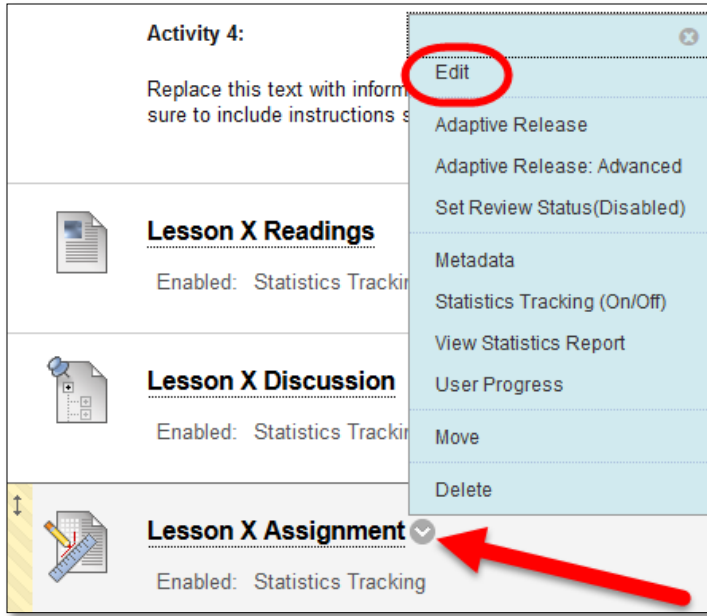 Activity 4:
Replace this text with inform
sure to include instructions s
Lesson X Readings
Enabled: Statistics Trackin
Lesson X Discussion
Enabled: Statistics Trackin
Lesson X Assignment
Enabled: Statistics Tracking
Edit
Adaptive Release
Adaptive Release: Advanced
Set Review Status(Disabled)
Metadata
Statistics Tracking (On/Off)
View Statistics Report
User Progress
Move
Delete